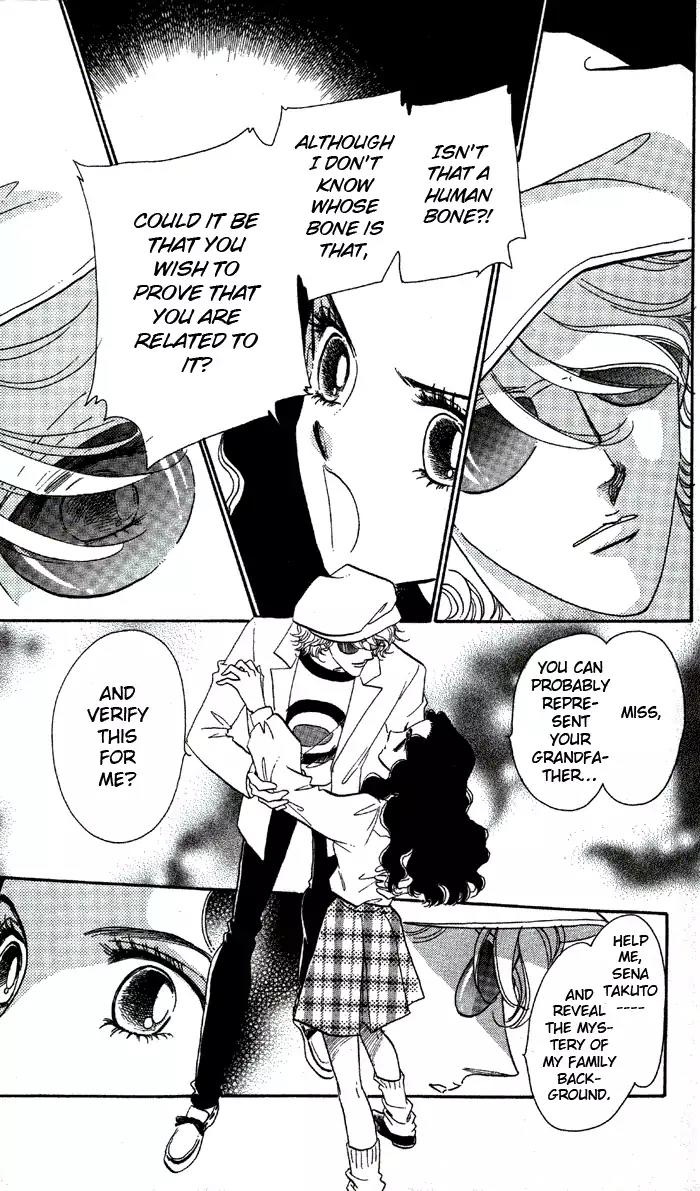 ISN'T
THAT A
HUMAN
BONE?!
ALTHOUGH
I DON'T
KNOW
WHOSE
BONE IS
THAT,
COULD IT BE
THAT YOU
WISH TO
PROVE THAT
YOU ARE
RELATED TO
IT?
MISS,
YOU CAN
PROBABLY
REPRE-
SENT
YOUR
GRANDFA-
THER...
AND
VERIFY
THIS
FOR
ME?
HELP
ME,
SENA
TAKUTO
----
AND
REVEAL
THE MYS-
TERY OF
MY FAMILY
BACK-
GROUND.